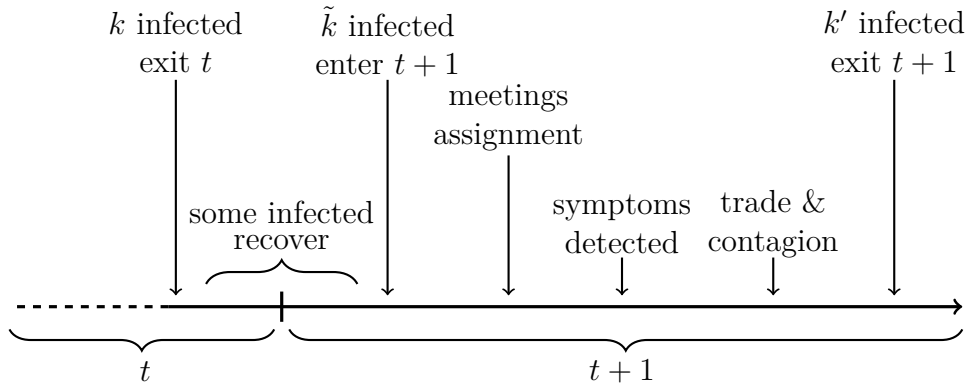 k infected
exit t
k̃ infected
enter t + 1
k′ infected
exit t + 1
meetings
assignment
some infected
recover
symptoms
detected
trade &
contagion
t
t + 1